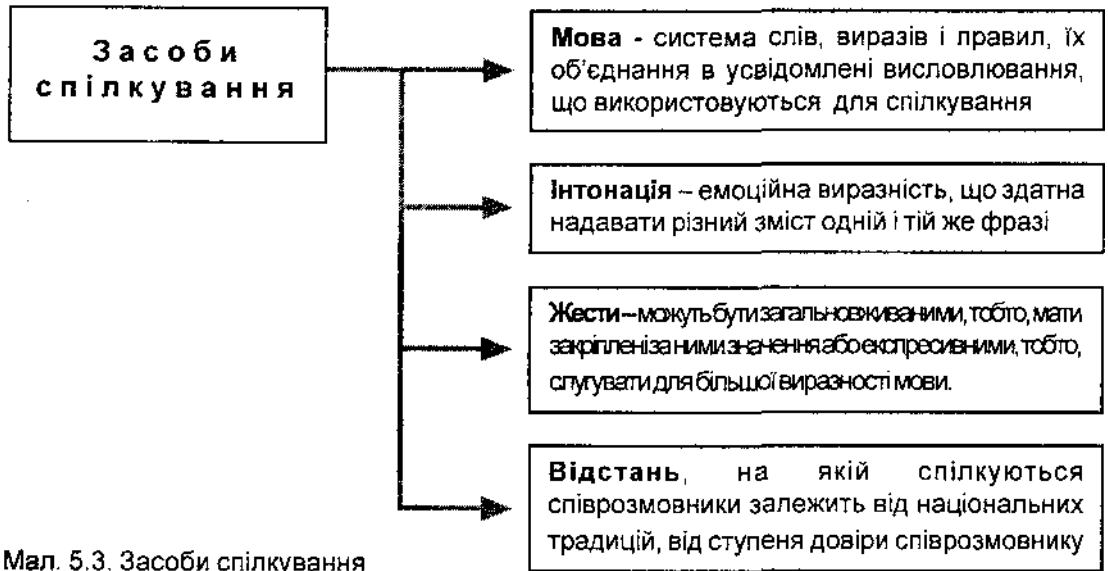 Засоби
спілкування
Мова - система слів, виразів і правил, їх
об'єднання в усвідомлені висловлювання,
що використовуються для спілкування
Інтонація – емоційна виразність, що здатна
надавати різний зміст одній і тій же фразі
Жести – можуть бути загальновживаними, тобто, мати
закріплені за ними значення або експресивними, тобто,
слугувати для більшої виразності мови.
Відстань, на якій спілкуються
співрозмовники залежить від національних
традицій, від ступеня довіри співрозмовнику
Мал. 5.3. Засоби спілкування